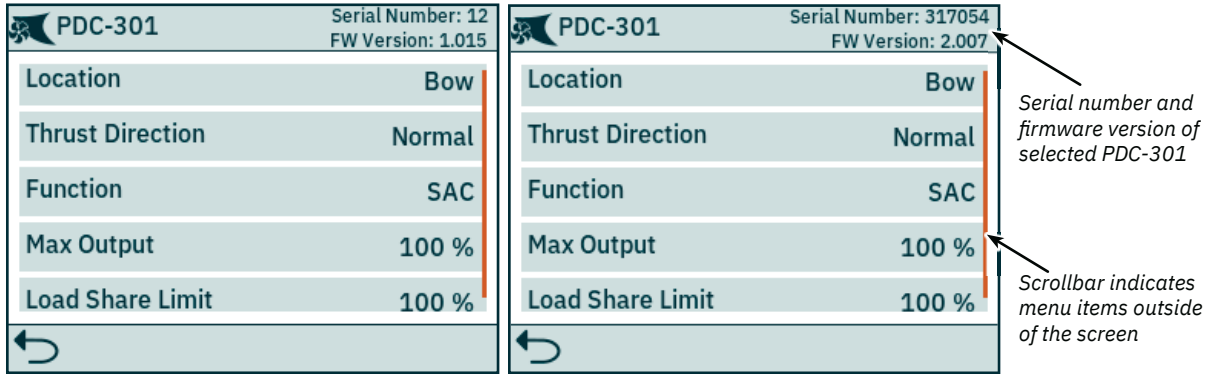 PDC-301
Serial Number: 12
FW Version: 1.015
Location Bow
Thrust Direction Normal
Function SAC
Max Output 100 %
Load Share Limit 100 %
PDC-301
Serial Number: 317054
FW Version: 2.007
Location Bow
Thrust Direction Normal
Function SAC
Max Output 100 %
Load Share Limit 100 %
Serial number and
firmware version of
selected PDC-301
Scrollbar indicates
menu items outside
of the screen